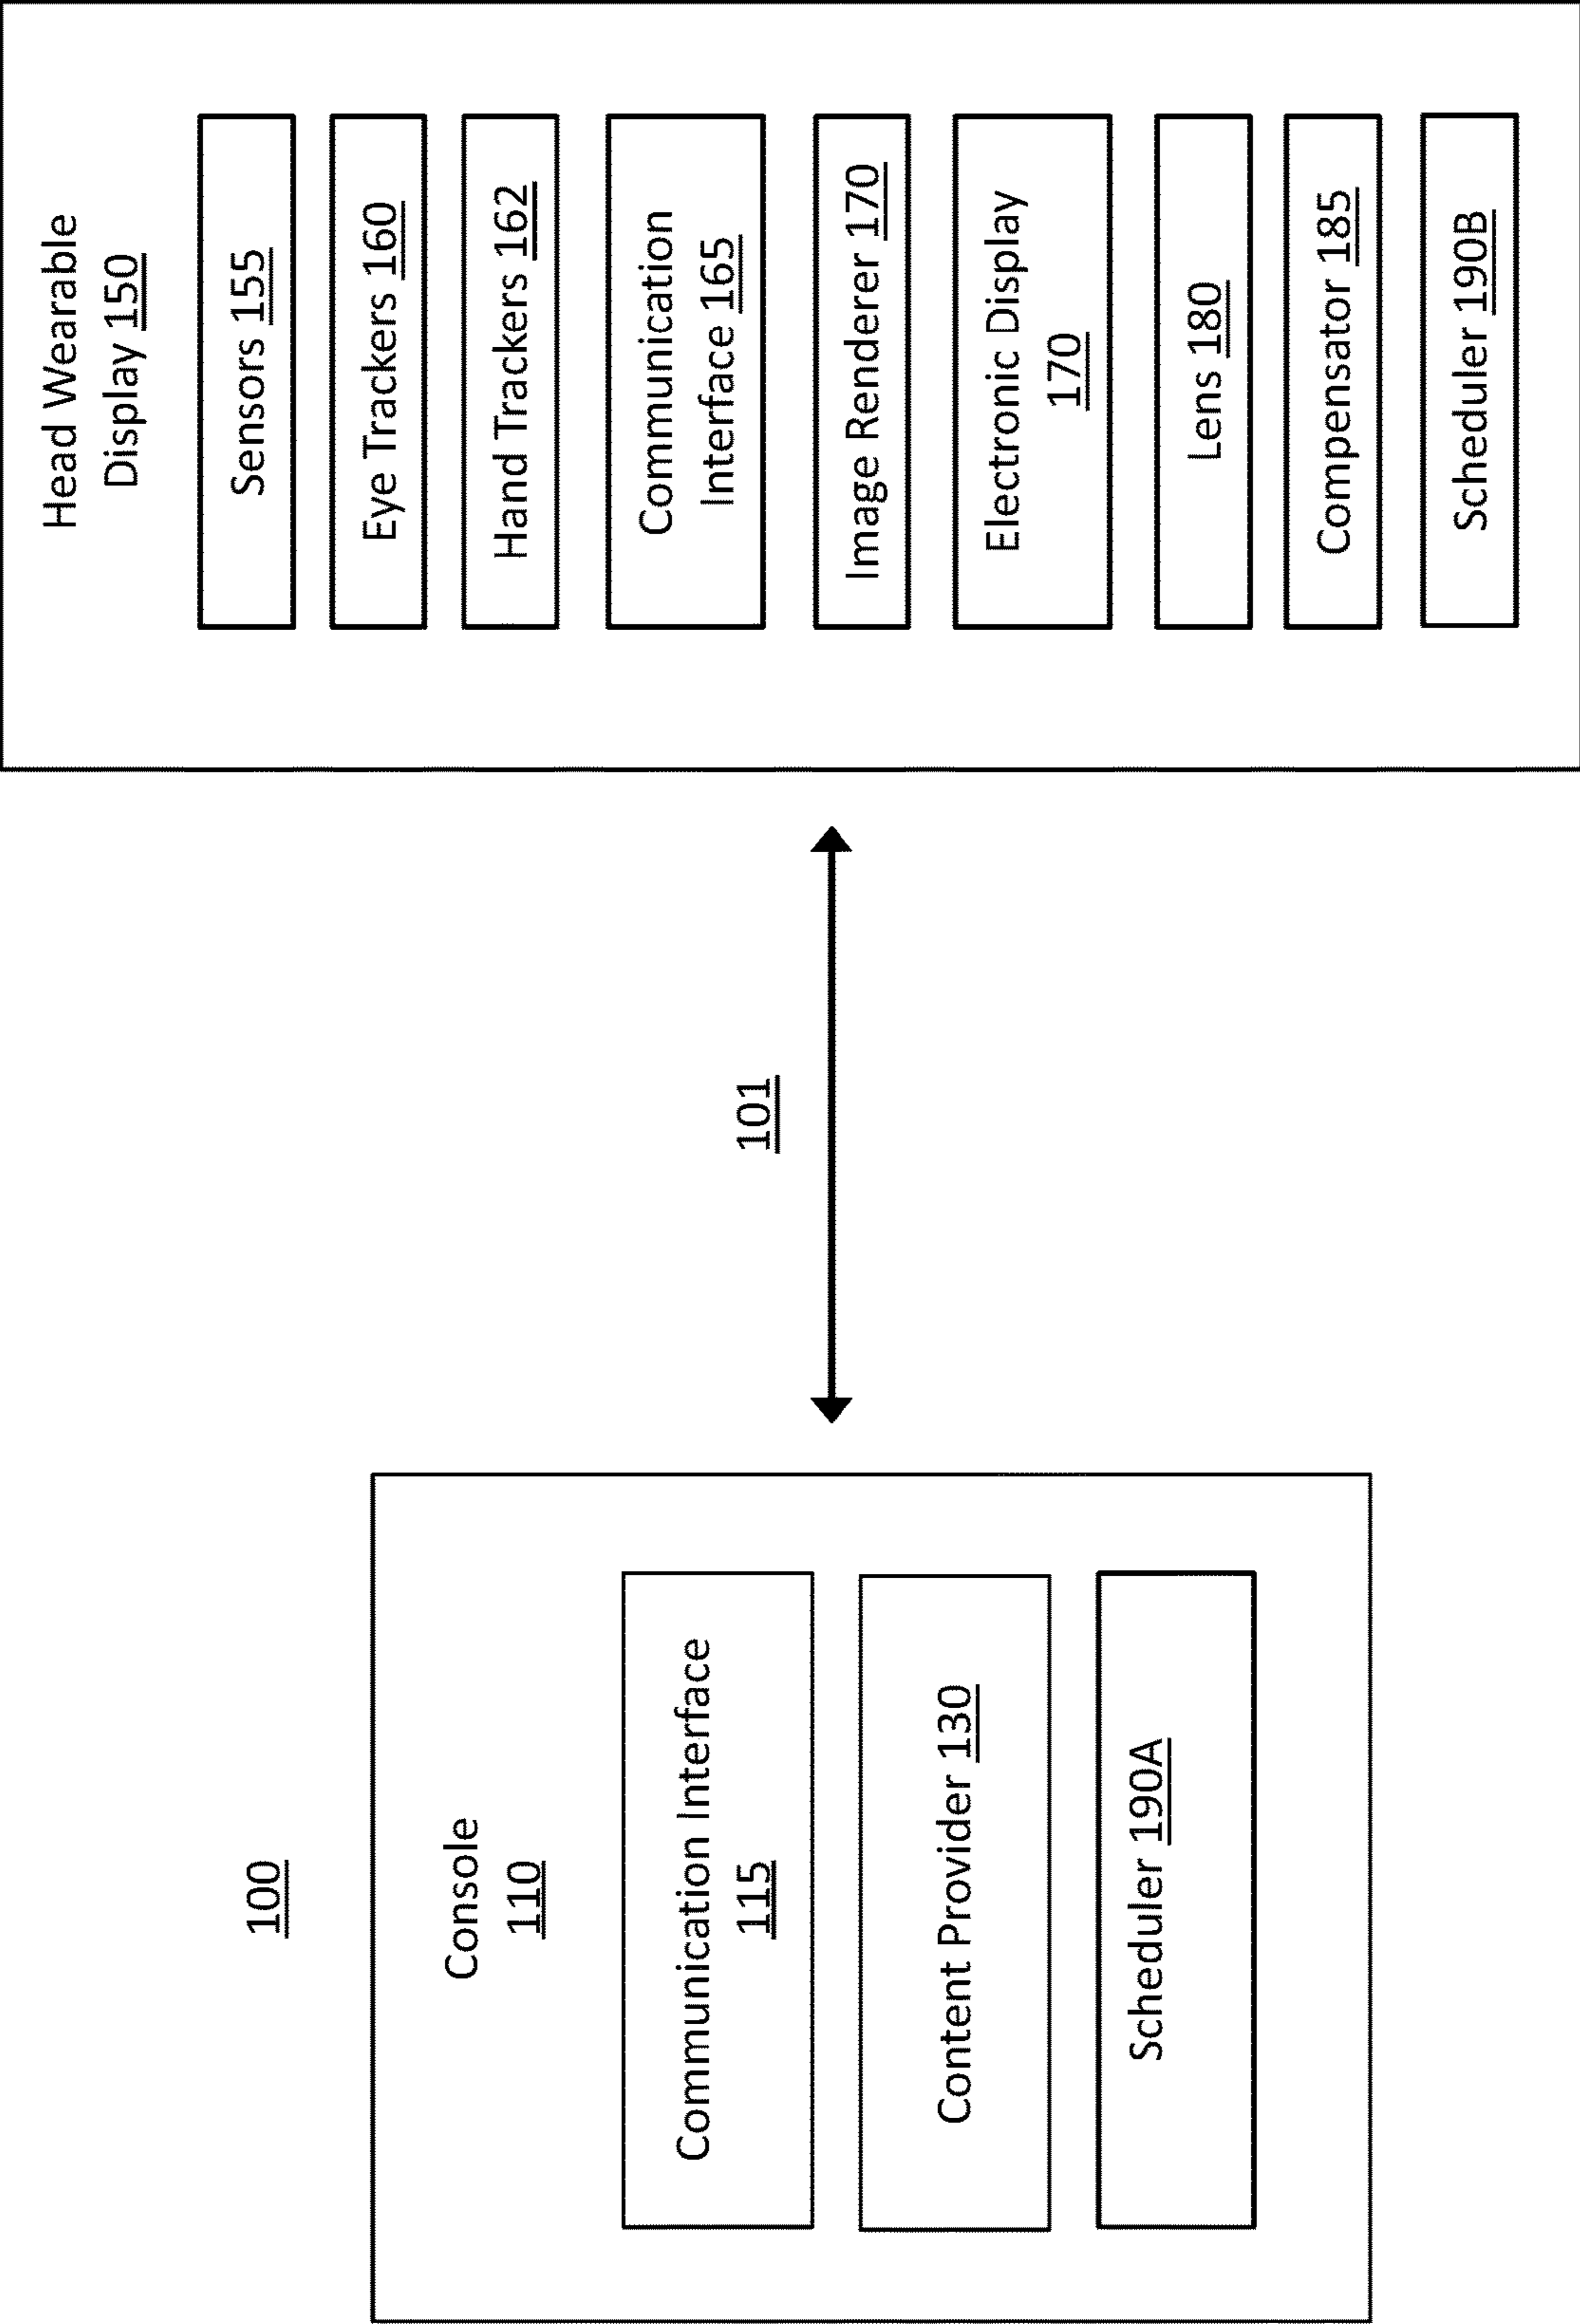 100
Console
110
Communication Interface
115
Content Provider 130
Scheduler 190A
101
Head Wearable
Display 150
Sensors 155
Eye Trackers 160
Hand Trackers 162
Communication
Interface 165
Image Renderer 170
Electronic Display
170
Lens 180
Compensator 185
Scheduler 190B